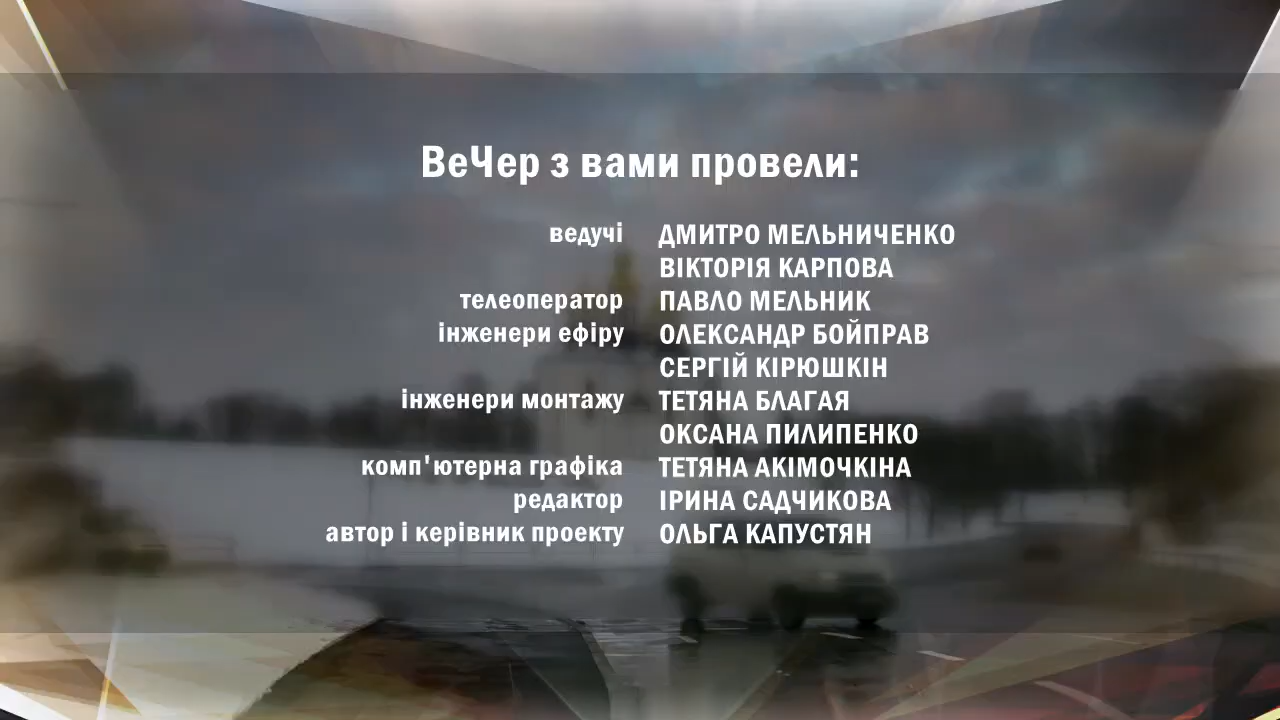 ВеЧер з вами провели:
ведучі ДМИТРО МЕЛЬНИЧЕНКО
ВІКТОРІЯ КАРПОВА
телеоператор ПАВЛО МЕЛЬНИК
інженери ефіру ОЛЕКСАНДР БОЙПРАВ
СЕРГІЙ КІРЮШКІН
інженери монтажу ТЕТЯНА БЛАГАЯ
ОКСАНА ПИЛИПЕНКО
комп'ютерна графіка ТЕТЯНА АКІМОЧКІНА
редактор ІРИНА САДЧИКОВА
автор і керівник проекту ОЛЬГА КАПУСТЯН